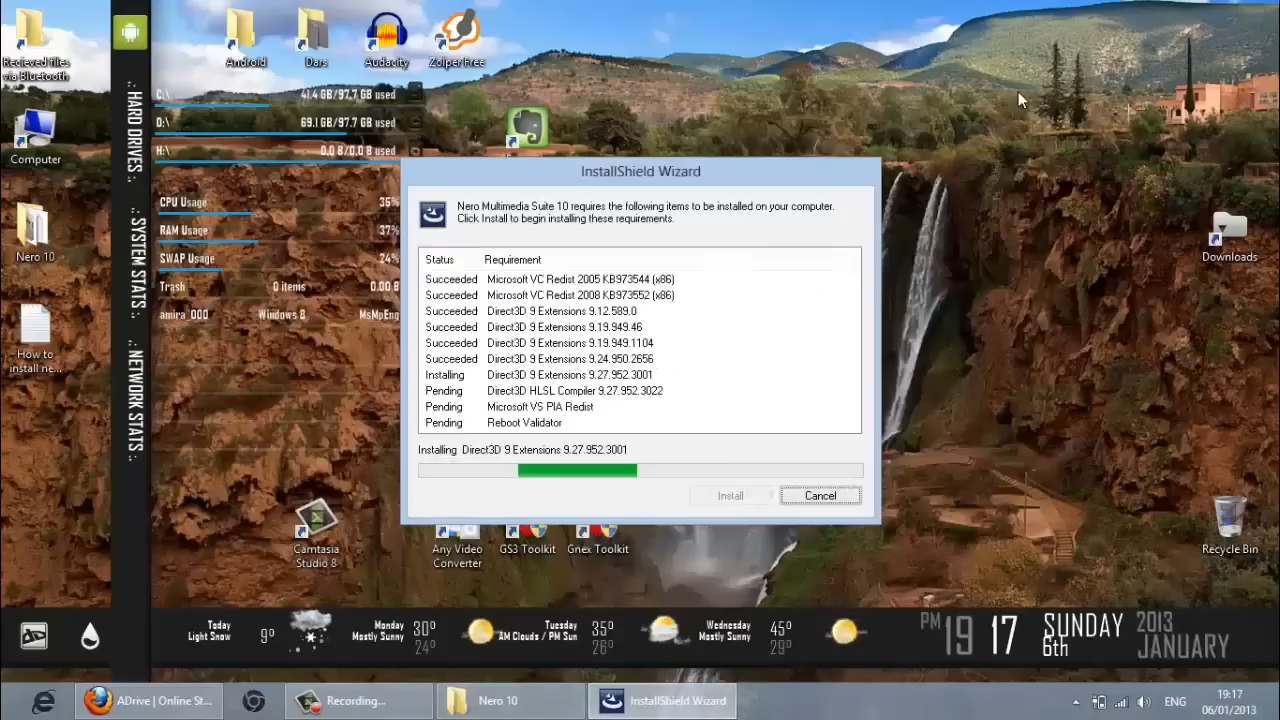 Recieved files
via Bluetooth
Android
Dars
Audacity
ZoiperFree
Computer
Nero 10
How to
install ne...
.: HARD DRIVES :.
.: SYSTEM STATS :.
.: NETWORK STATS :.
C:\ 41.4 GB/97.7 GB used
D:\ 69.1 GB/97.7 GB used
H:\ 0.0 B/0.0 B used
CPU Usage 35%
RAM Usage 37%
SWAP Usage 24%
Trash 0 items 0.00 B
amira_000 Windows 8 MsMpEng
InstallShield Wizard
Nero Multimedia Suite 10 requires the following items to be installed on your computer.
Click Install to begin installing these requirements.
Status Requirement
Succeeded Microsoft VC Redist 2005 KB973544 (x86)
Succeeded Microsoft VC Redist 2008 KB973552 (x86)
Succeeded Direct3D 9 Extensions 9.12.589.0
Succeeded Direct3D 9 Extensions 9.19.949.46
Succeeded Direct3D 9 Extensions 9.19.949.1104
Succeeded Direct3D 9 Extensions 9.24.950.2656
Installing Direct3D 9 Extensions 9.27.952.3001
Pending Direct3D HLSL Compiler 9.27.952.3022
Pending Microsoft VS PIA Redist
Pending Reboot Validator
Installing Direct3D 9 Extensions 9.27.952.3001
Install
Cancel
Downloads
Recycle Bin
Camtasia
Studio 8
Any Video
Converter
GS3 Toolkit
Gnex Toolkit
Today
Light Snow
9°
Monday
Mostly Sunny
30°
24°
Tuesday
AM Clouds / PM Sun
35°
26°
Wednesday
Mostly Sunny
45°
29°
PM 19 17
SUNDAY
6th
2013
JANUARY
ADrive | Online St...
Recording...
Nero 10
InstallShield Wizard
ENG
19:17
06/01/2013